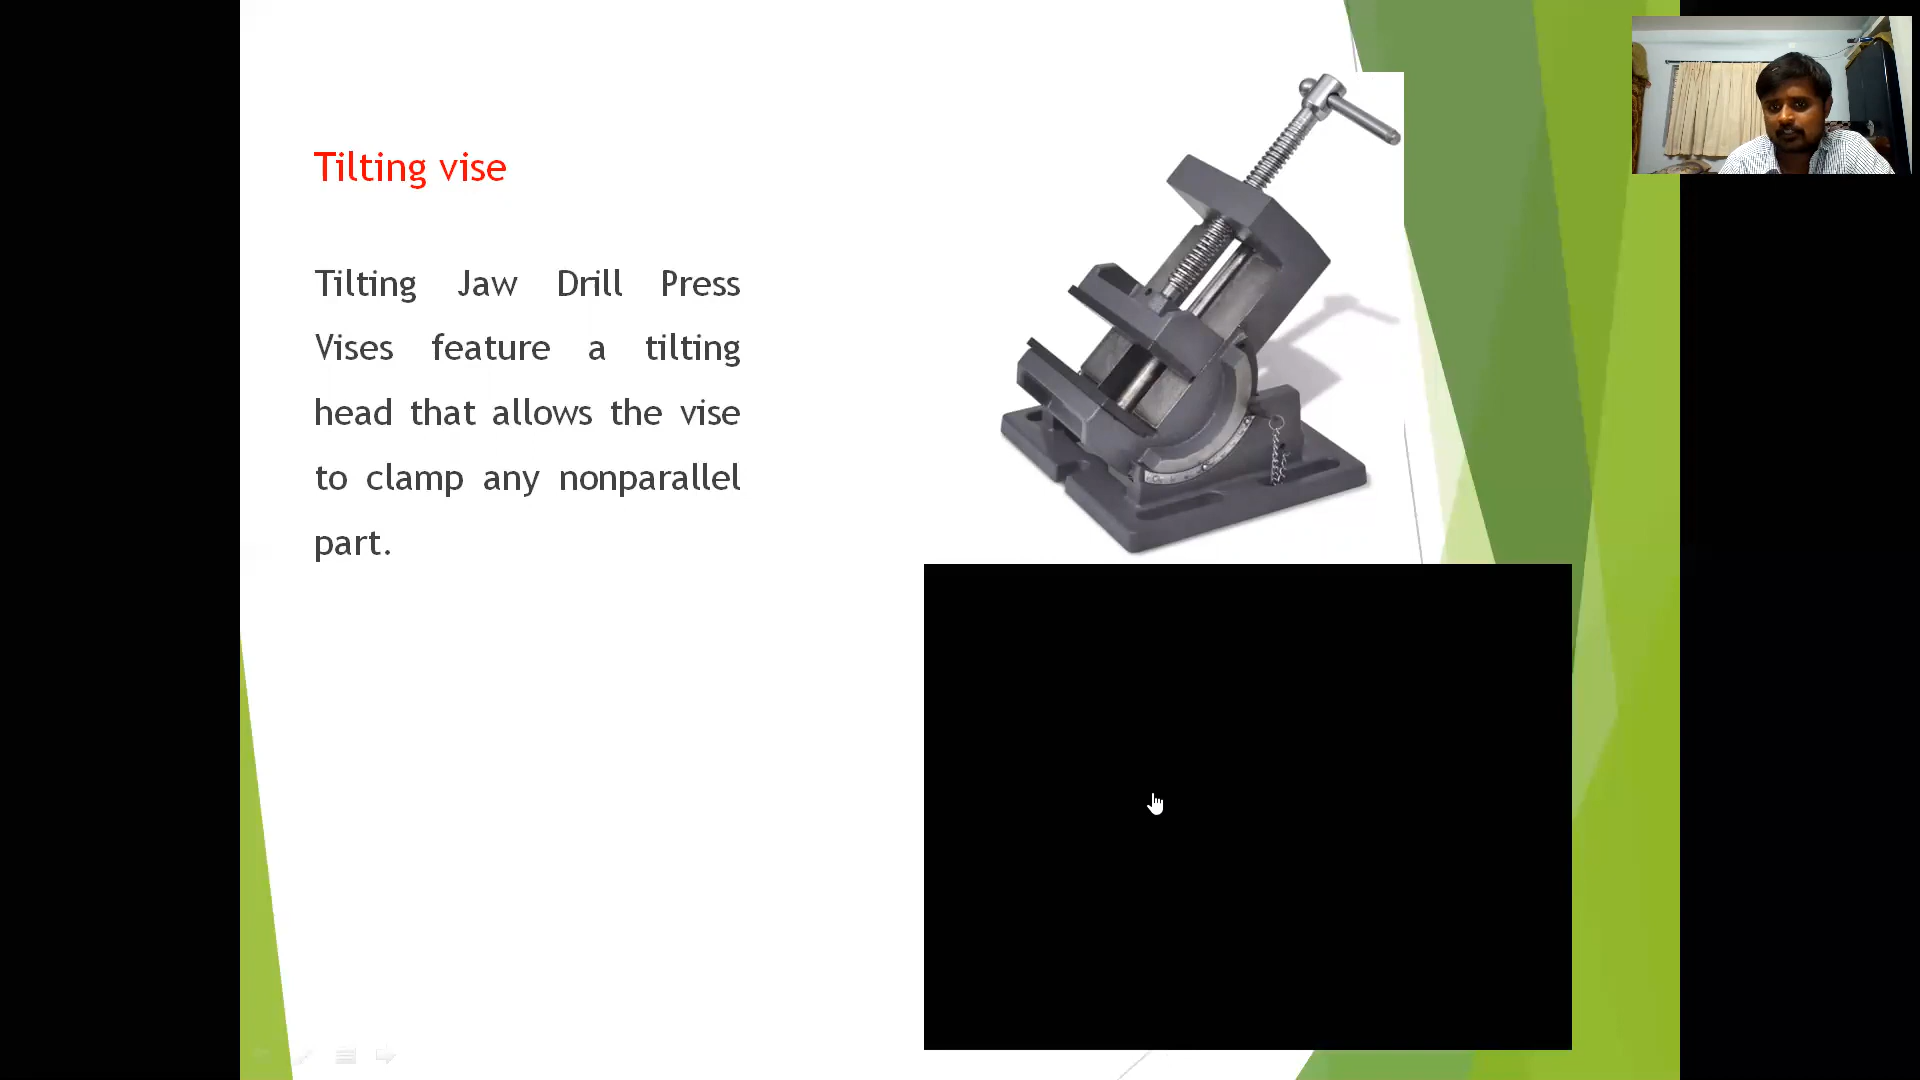 Tilting vise
Tilting Jaw Drill Press
Vises feature a tilting
head that allows the vise
to clamp any nonparallel
part.